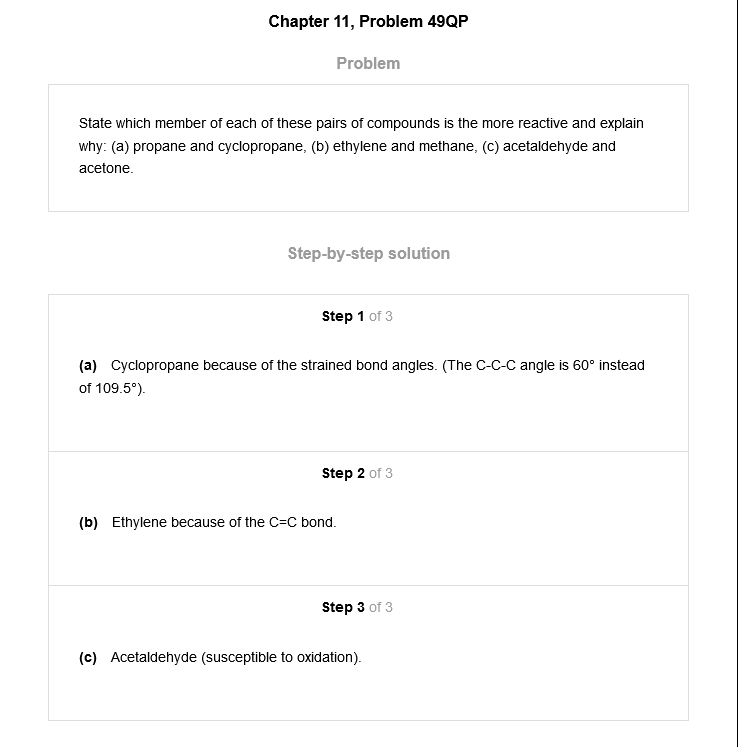 Chapter 11, Problem 49QP
Problem
State which member of each of these pairs of compounds is the more reactive and explain
why: (a) propane and cyclopropane, (b) ethylene and methane, (c) acetaldehyde and
acetone.
Step-by-step solution
Step 1 of 3
(a) Cyclopropane because of the strained bond angles. (The C-C-C angle is 60° instead
of 109.5°).
Step 2 of 3
(b) Ethylene because of the C=C bond.
Step 3 of 3
(c) Acetaldehyde (susceptible to oxidation).